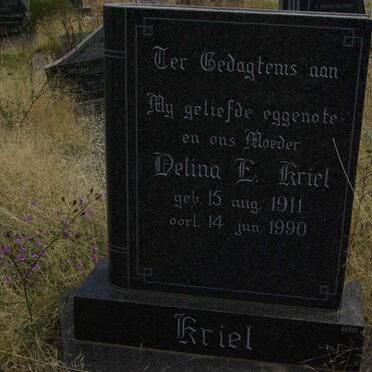 Ter Gedagtenis aan
My geliefde eggenote
en ons Moeder
Delina E. Kriel
geb. 15 aug. 1911
oorl. 14 jun. 1990
Kriel